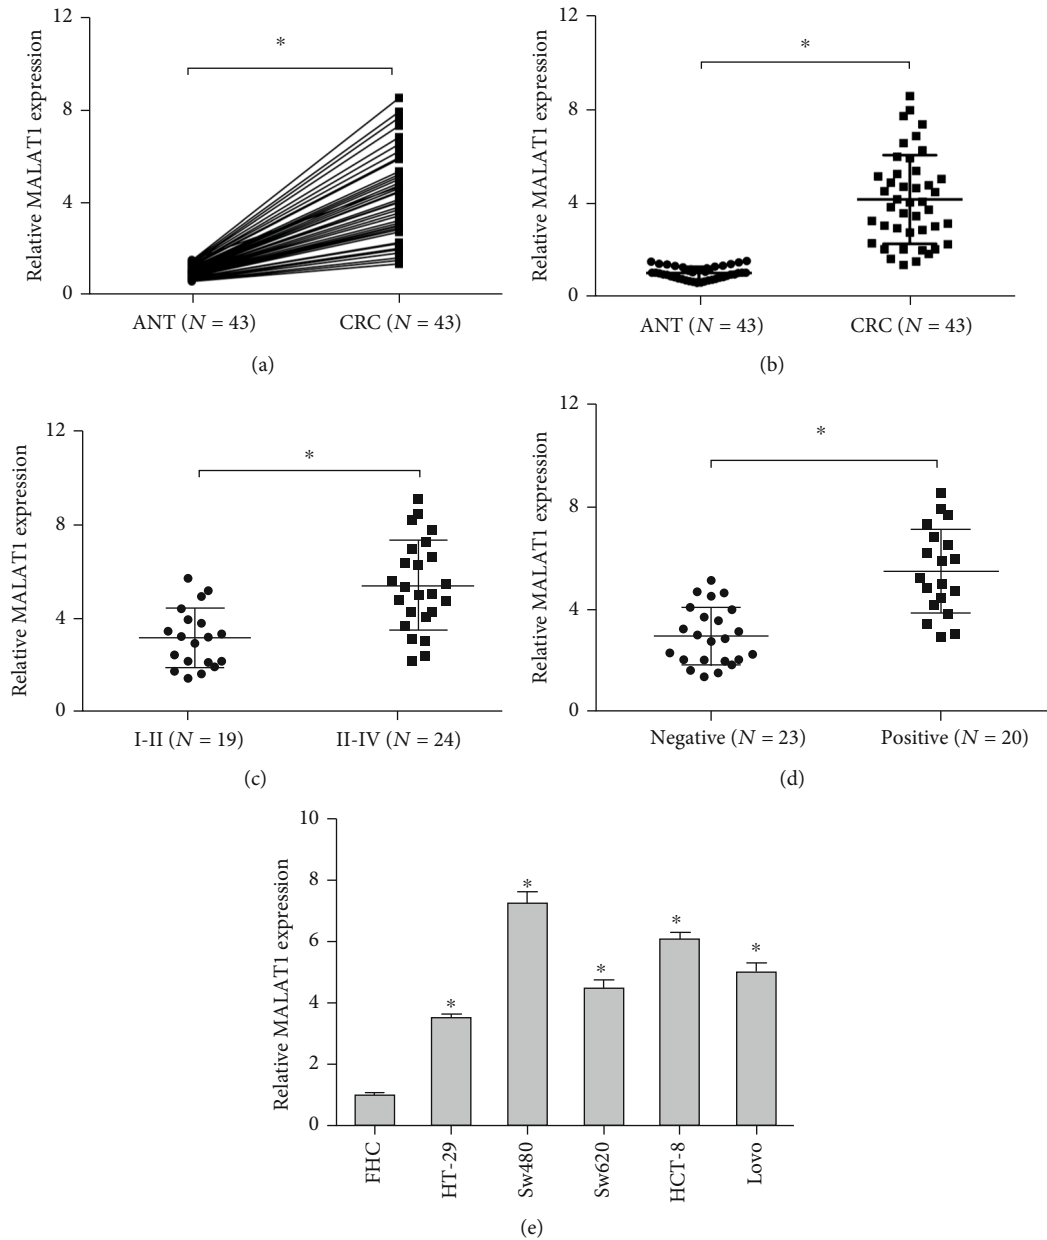 12
8
4
0
Relative MALAT1 expression
*
ANT (N = 43)
CRC (N = 43)
(a)
12
8
4
0
Relative MALAT1 expression
*
ANT (N = 43)
CRC (N = 43)
(b)
12
8
4
0
Relative MALAT1 expression
*
I-II (N = 19)
II-IV (N = 24)
(c)
12
8
4
0
Relative MALAT1 expression
*
Negative (N = 23)
Positive (N = 20)
(d)
10
8
6
4
2
0
Relative MALAT1 expression
*
*
*
*
*
FHC
HT-29
Sw480
Sw620
HCT-8
Lovo
(e)